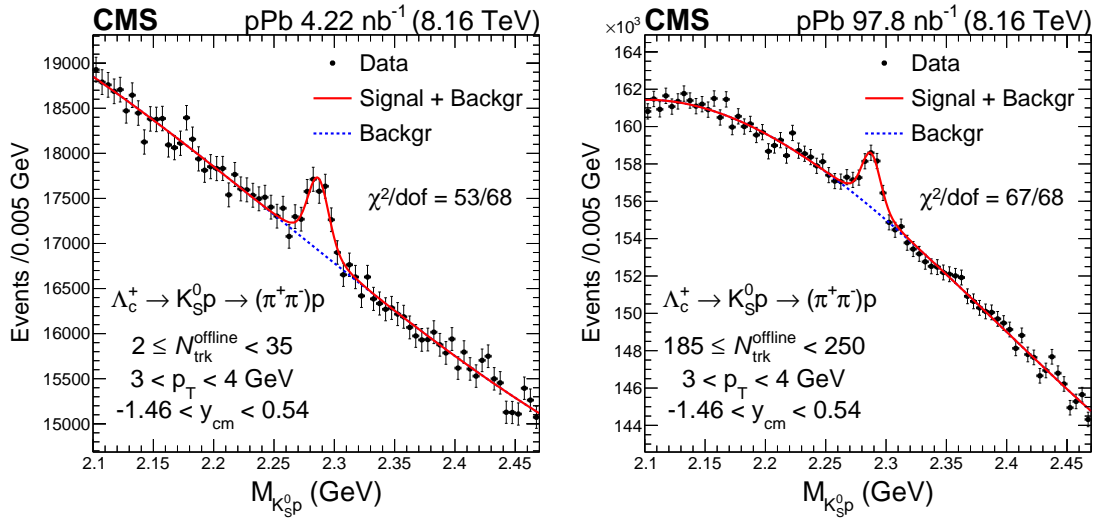 CMS
pPb 4.22 nb⁻¹ (8.16 TeV)
19000
18500
18000
17500
17000
16500
16000
15500
15000
Events /0.005 GeV
Data
Signal + Backgr
Backgr
χ²/dof = 53/68
Λ_c⁺ → K_S⁰p → (π⁺π⁻)p
2 ≤ N_trk^offline < 35
3 < p_T < 4 GeV
-1.46 < y_cm < 0.54
2.1 2.15 2.2 2.25 2.3 2.35 2.4 2.45
M_K_S⁰p (GeV)
CMS
pPb 97.8 nb⁻¹ (8.16 TeV)
×10³
164
162
160
158
156
154
152
150
148
146
144
Events /0.005 GeV
Data
Signal + Backgr
Backgr
χ²/dof = 67/68
Λ_c⁺ → K_S⁰p → (π⁺π⁻)p
185 ≤ N_trk^offline < 250
3 < p_T < 4 GeV
-1.46 < y_cm < 0.54
2.1 2.15 2.2 2.25 2.3 2.35 2.4 2.45
M_K_S⁰p (GeV)